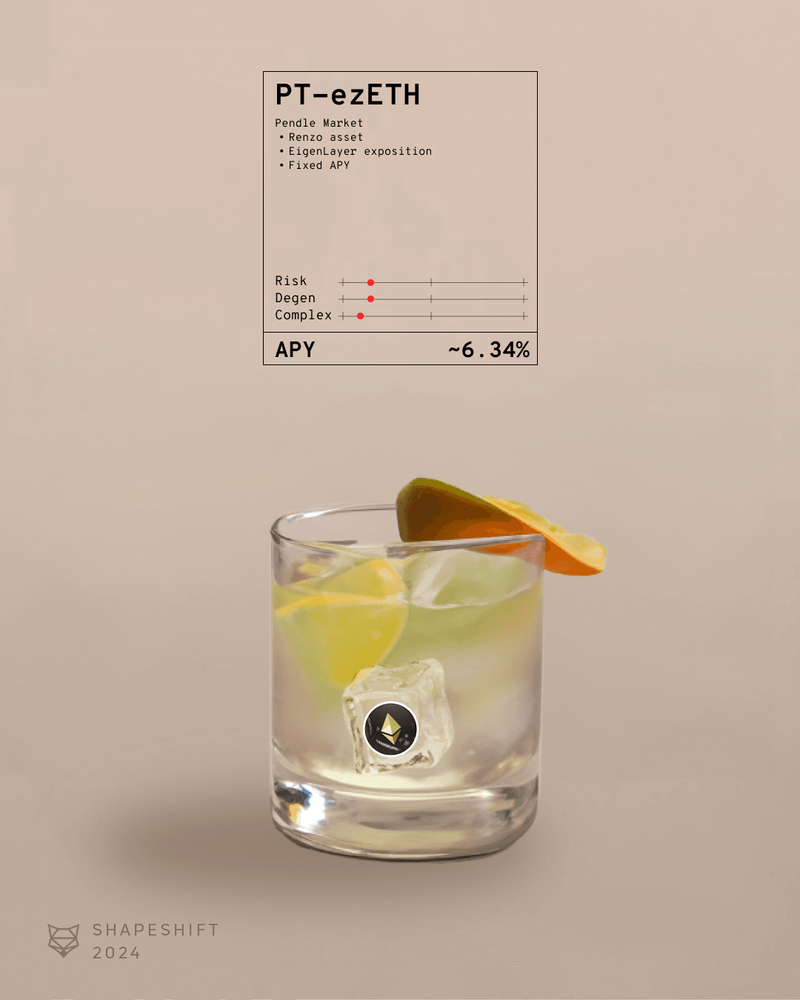 PT-ezETH
Pendle Market
• Renzo asset
• EigenLayer exposition
• Fixed APY
Risk
Degen
Complex
APY ~6.34%
SHAPESHIFT
2024